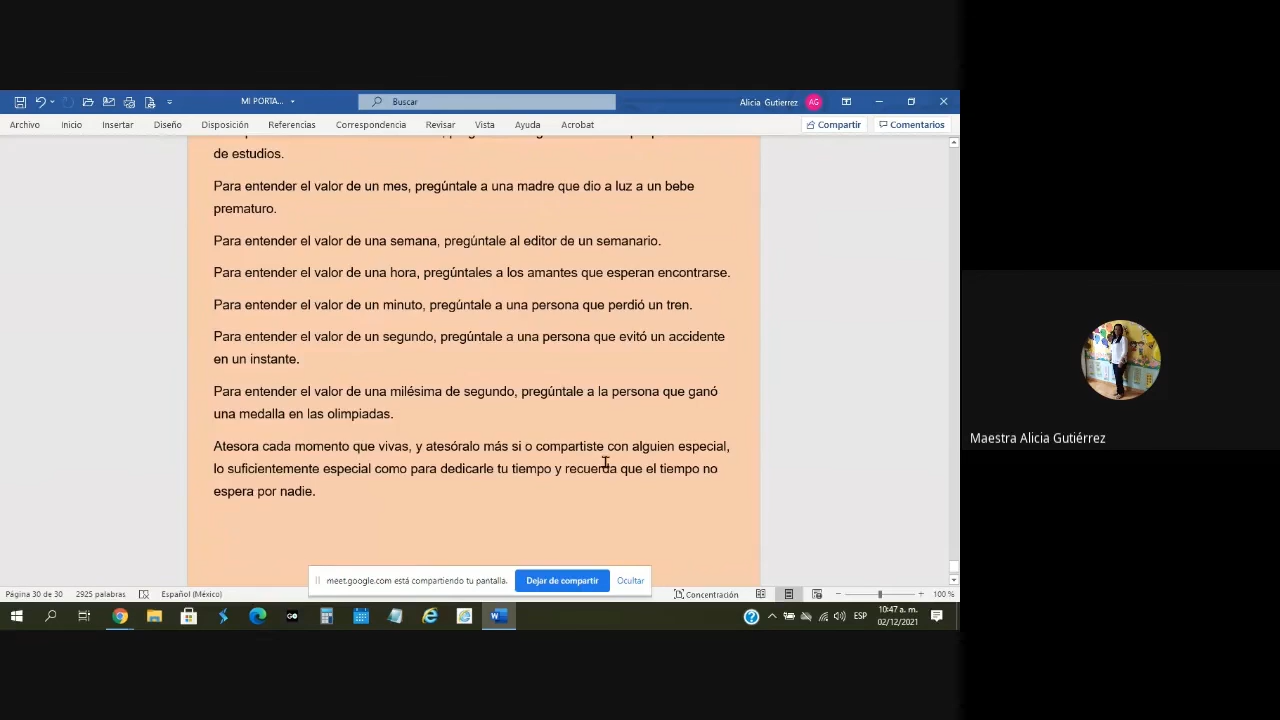 MI PORTA...
Buscar
Alicia Gutierrez
AG
Archivo
Inicio
Insertar
Diseño
Disposición
Referencias
Correspondencia
Revisar
Vista
Ayuda
Acrobat
Compartir
Comentarios
de estudios.
Para entender el valor de un mes, pregúntale a una madre que dio a luz a un bebe
prematuro.
Para entender el valor de una semana, pregúntale al editor de un semanario.
Para entender el valor de una hora, pregúntales a los amantes que esperan encontrarse.
Para entender el valor de un minuto, pregúntale a una persona que perdió un tren.
Para entender el valor de un segundo, pregúntale a una persona que evitó un accidente
en un instante.
Para entender el valor de una milésima de segundo, pregúntale a la persona que ganó
una medalla en las olimpiadas.
Atesora cada momento que vivas, y atesóralo más si o compartiste con alguien especial,
lo suficientemente especial como para dedicarle tu tiempo y recuerda que el tiempo no
espera por nadie.
Maestra Alicia Gutiérrez
meet.google.com está compartiendo tu pantalla.
Dejar de compartir
Ocultar
Página 30 de 30
2925 palabras
Español (México)
Concentración
100 %
ESP
10:47 a. m.
02/12/2021